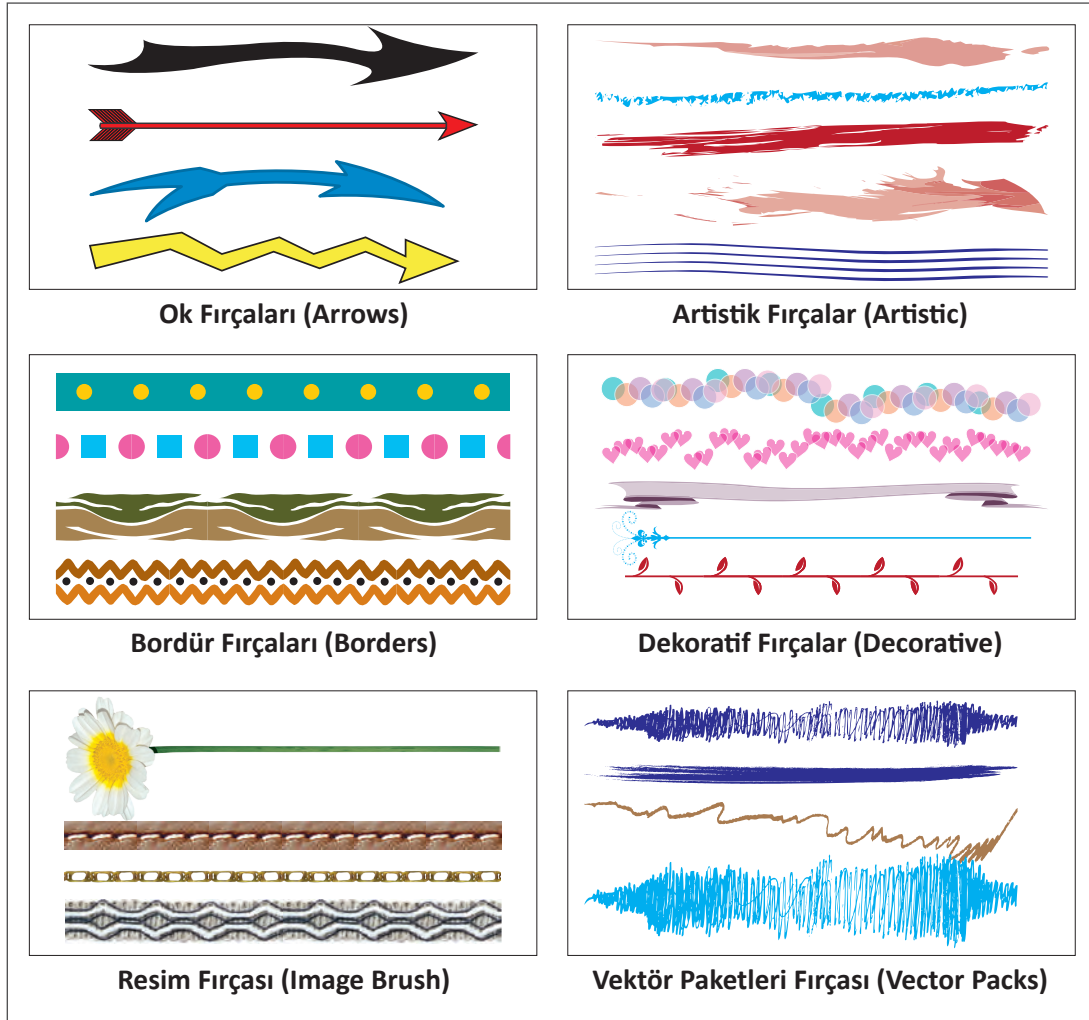 Ok Fırçaları (Arrows)
Artistik Fırçalar (Artistic)
Bordür Fırçaları (Borders)
Dekoratif Fırçalar (Decorative)
Resim Fırçası (Image Brush)
Vektör Paketleri Fırçası (Vector Packs)